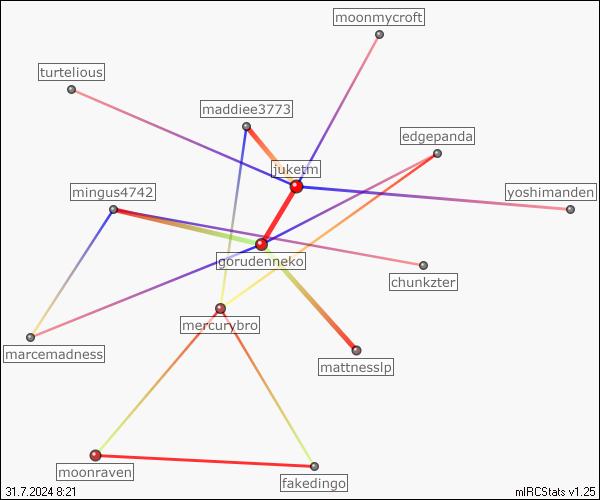 moonmycroft
turtelious
maddiee3773
edgepanda
juketm
mingus4742
yoshimanden
gorudenneko
chunkzter
mercurybro
marcemadness
mattnesslp
moonraven
fakedingo
31.7.2024 8:21
mIRCStats v1.25